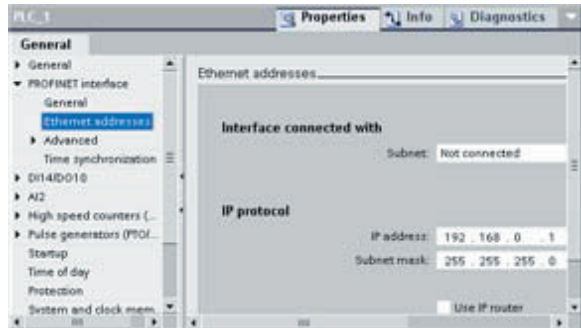 PLC_1
Properties
Info
Diagnostics
General
General
PROFINET interface
General
Ethernet addresses
Advanced
Time synchronization
DI14/DO10
AI2
High speed counters (...
Pulse generators (PTO/...
Startup
Time of day
Protection
System and clock mem...
Ethernet addresses
Interface connected with
Subnet: Not connected
IP protocol
IP address: 192 . 168 . 0 . 1
Subnet mask: 255 . 255 . 255 . 0
Use IP router